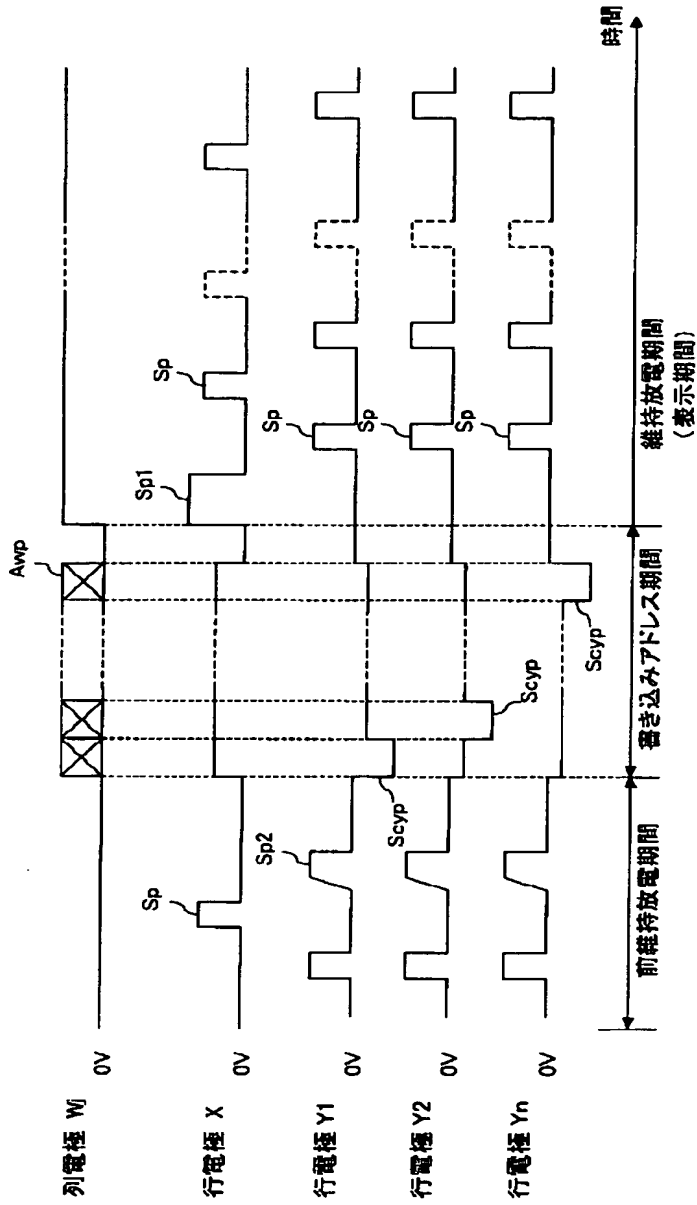 列電極 Wj
0V
Awp
行電極 X
0V
Sp
Sp1
Sp
行電極 Y1
0V
Sp2
Scyp
Sp
行電極 Y2
0V
Scyp
Sp
行電極 Yn
0V
Scyp
Sp
前維持放電期間
書き込みアドレス期間
維持放電期間
(表示期間)
時間